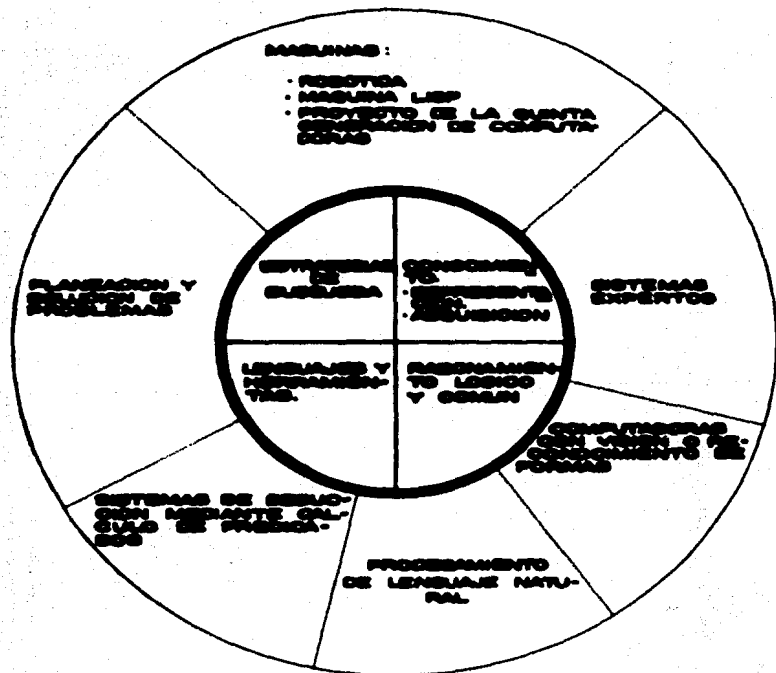 MAQUINAS :
· ROBOTICA
· MAQUINA LISP
· PROYECTO DE LA QUINTA
GENERACION DE COMPUTA-
DORAS
PLANEACION Y
SOLUCION DE
PROBLEMAS
ESTRATEGIAS
DE
BUSQUEDA
CONOCIMIEN-
TO.
· REPRESENTA
CION.
· ADQUISICION
SISTEMAS
EXPERTOS
LENGUAJES Y
HERRAMIEN-
TAS.
RAZONAMIEN-
TO LOGICO
Y COMUN
COMPUTADORAS
CON VISION O RE-
CONOCIMIENTO DE
FORMAS
SISTEMAS DE DEDUC-
CION MEDIANTE CAL-
CULO DE PREDICA-
DOS
PROCESAMIENTO
DE LENGUAJE NATU-
RAL